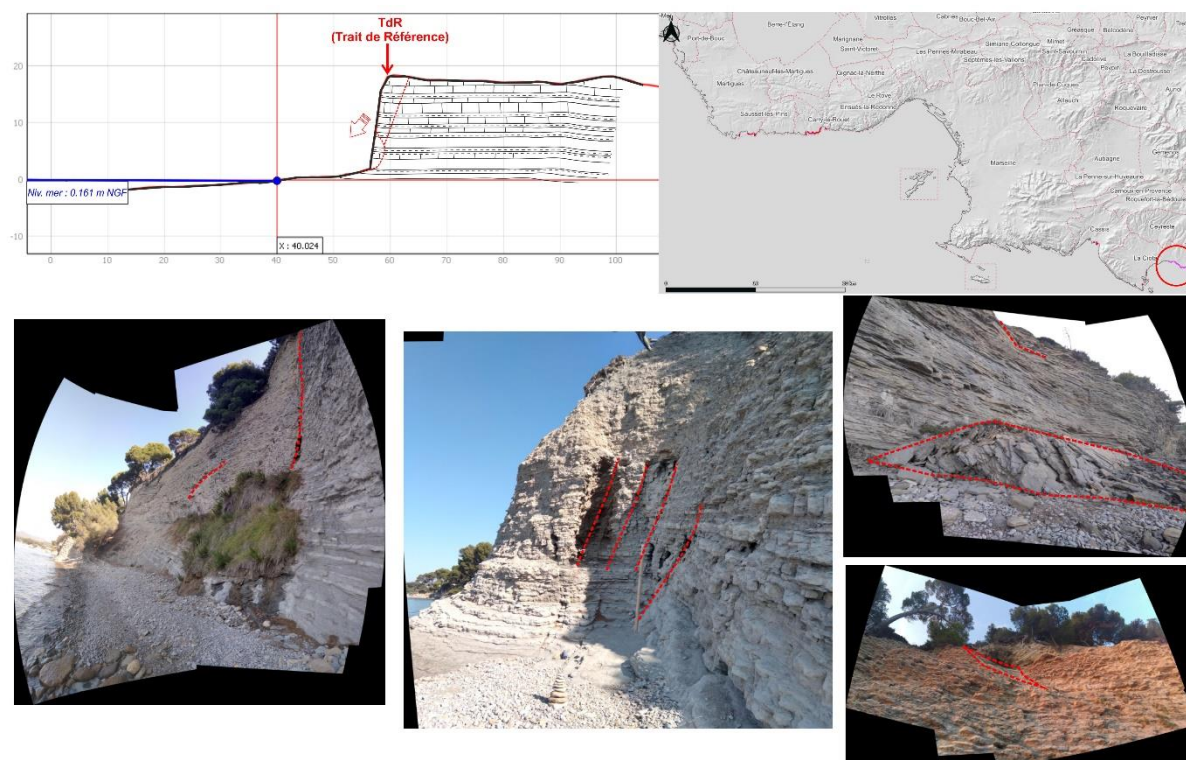 TdR
(Trait de Référence)
20
10
0
-10
Niv. mer : 0.161 m NGF
X : 40.024
0
10
20
30
40
50
60
70
80
90
100
Port-de-Bouc
Berre-l'Étang
Vitrolles
Cabriès
Bouc-Bel-Air
Peynier
Marignane
Saint-Victoret
Les Pennes-Mirabeau
Simiane-Collongue
Mimet
Saint-Savournin
Gréasque
Belcodène
La Bouilladisse
Septèmes-les-Vallons
Cadolive
Peypin
La Destrousse
Châteauneuf-les-Martigues
Gignac-la-Nerthe
Plan-de-Cuques
Martigues
Allauch
Roquevaire
Le Rove
Ensuès-la-Redonne
Sausset-les-Pins
Carry-le-Rouet
Marseille
Aubagne
Gémenos
La Penne-sur-Huveaune
Carnoux-en-Provence
Roquefort-la-Bédoule
Cassis
Ceyreste
La Ciotat
0